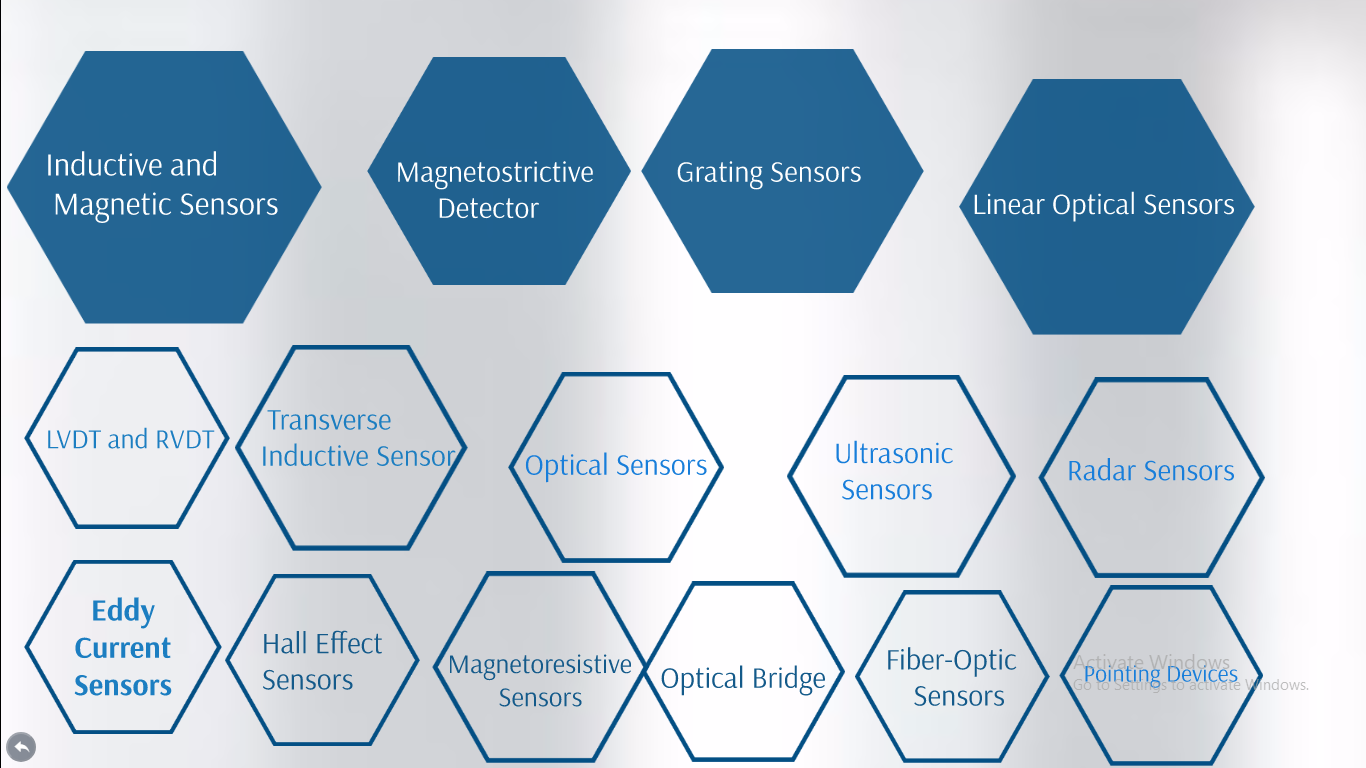 Inductive and
Magnetic Sensors
Magnetostrictive
Detector
Grating Sensors
Linear Optical Sensors
LVDT and RVDT
Transverse
Inductive Sensor
Optical Sensors
Ultrasonic
Sensors
Radar Sensors
Eddy
Current
Sensors
Hall Effect
Sensors
Magnetoresistive
Sensors
Optical Bridge
Fiber-Optic
Sensors
Pointing Devices
Activate Windows
Go to Settings to activate Windows.